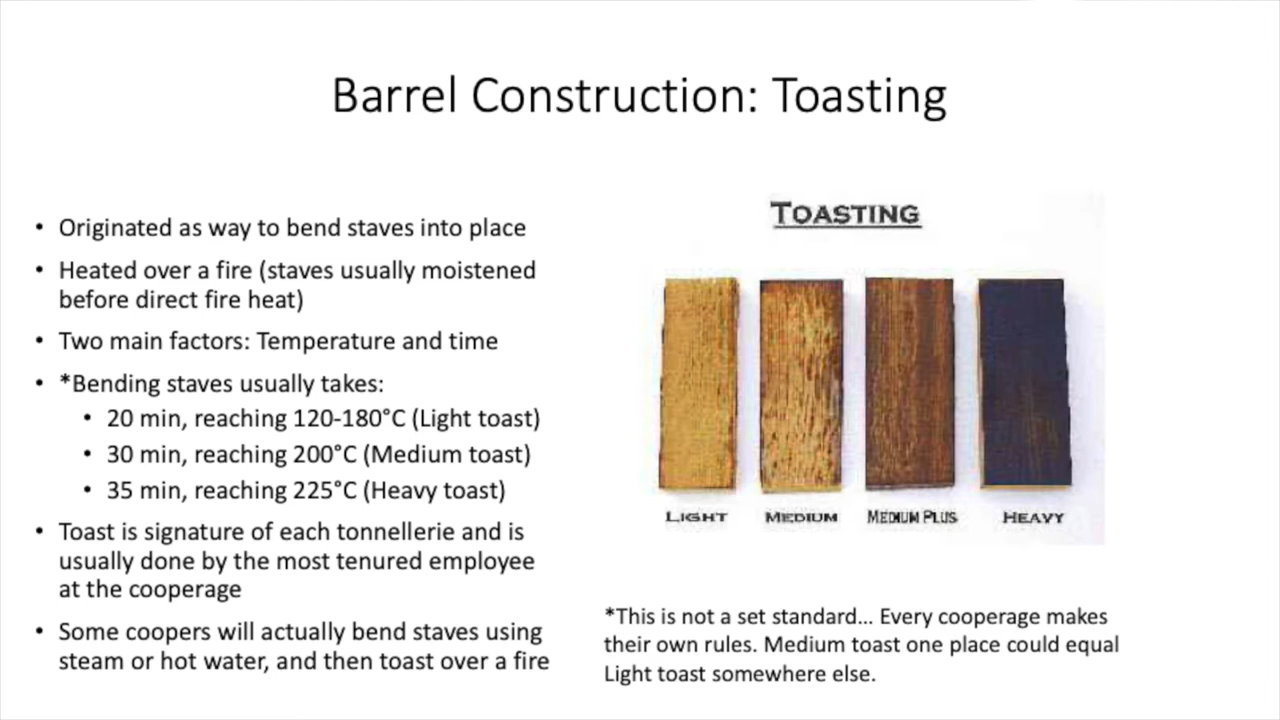 Barrel Construction: Toasting
• Originated as way to bend staves into place
• Heated over a fire (staves usually moistened
before direct fire heat)
• Two main factors: Temperature and time
• *Bending staves usually takes:
• 20 min, reaching 120-180°C (Light toast)
• 30 min, reaching 200°C (Medium toast)
• 35 min, reaching 225°C (Heavy toast)
• Toast is signature of each tonnellerie and is
usually done by the most tenured employee
at the cooperage
• Some coopers will actually bend staves using
steam or hot water, and then toast over a fire
TOASTING
LIGHT MEDIUM MEDIUM PLUS HEAVY
*This is not a set standard... Every cooperage makes
their own rules. Medium toast one place could equal
Light toast somewhere else.